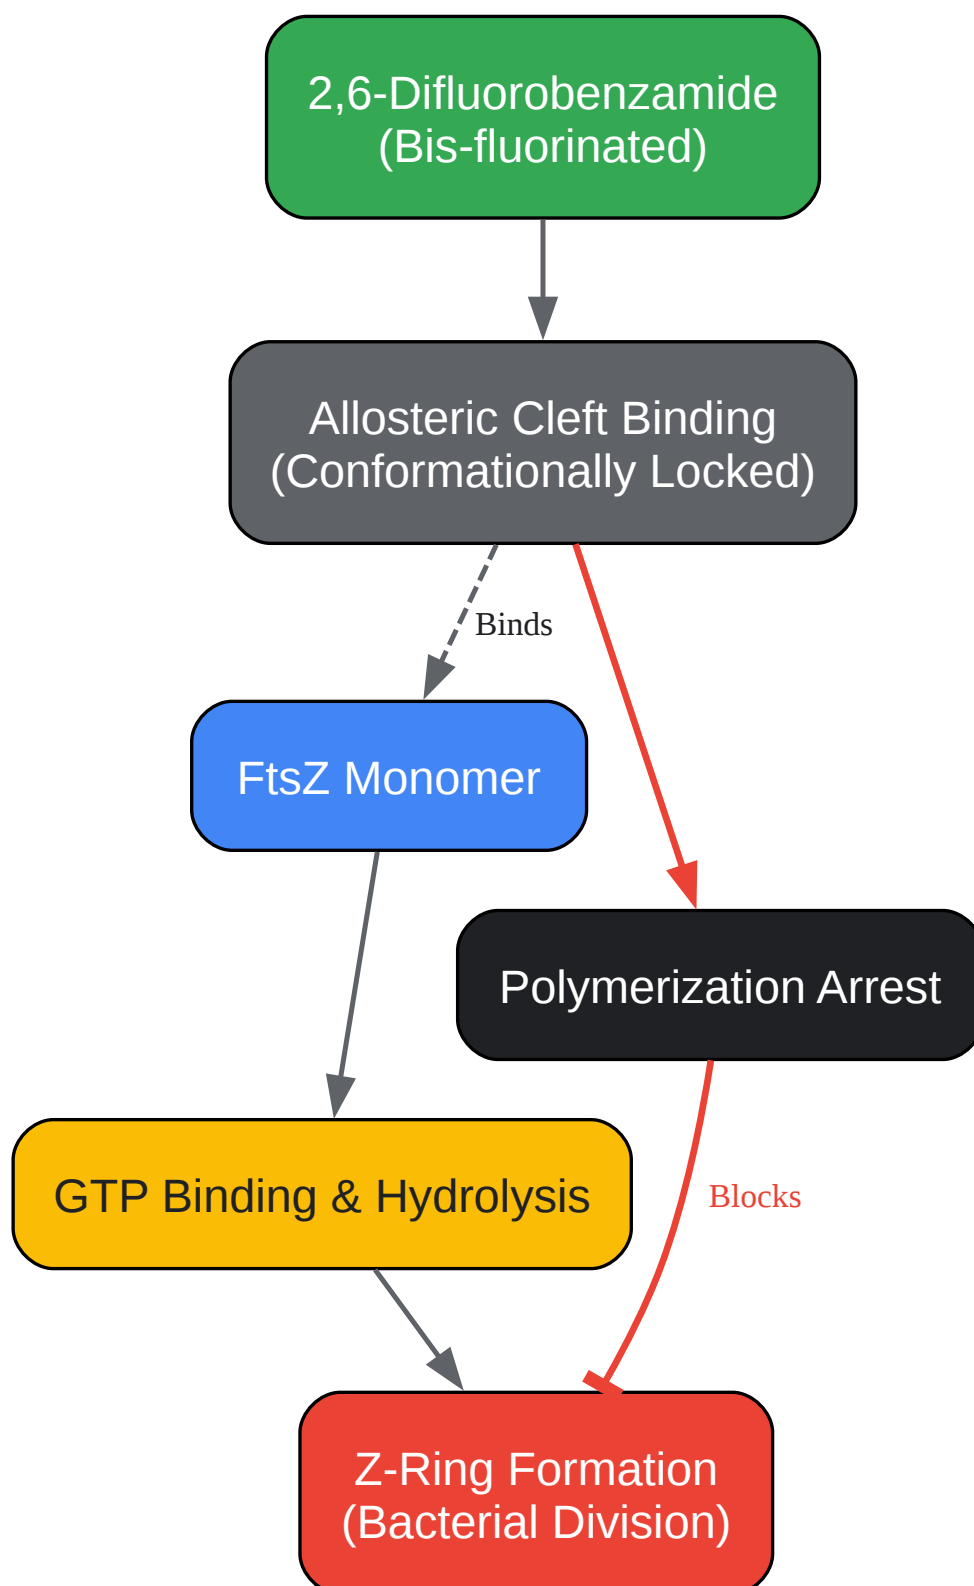 2,6-Difluorobenzamide
(Bis-fluorinated)
Allosteric Cleft Binding
(Conformationally Locked)
Binds
FtsZ Monomer
Polymerization Arrest
GTP Binding & Hydrolysis
Blocks
Z-Ring Formation
(Bacterial Division)